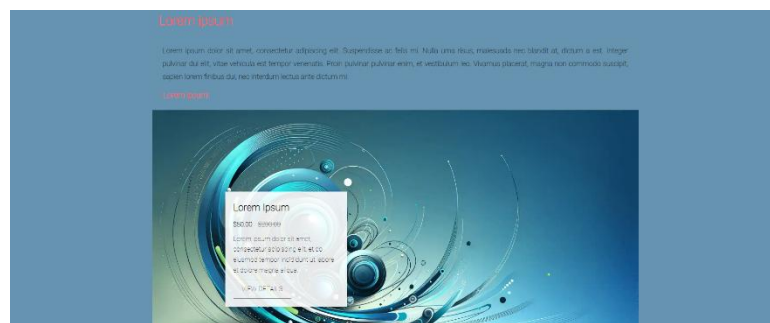 Lorem Ipsum
Lorem ipsum dolor sit amet, consectetur adipiscing elit. Suspendisse ac felis mi. Nulla urna risus, malesuada nec blandit at, dictum a est. Integer
pulvinar dui elit, vitae vehicula est tempor venenatis. Proin pulvinar pulvinar enim, et vestibulum leo. Vivamus placerat, magna non commodo suscipit,
sapien lorem finibus dui, nec interdum lectus ante dictum mi.
Lorem Ipsum
Lorem Ipsum
$50.00
Lorem ipsum dolor sit amet,
consectetur adipiscing elit, et do
eiusmod tempor incididunt ut labore
et dolore magna aliqua.
VIEW DETAILS